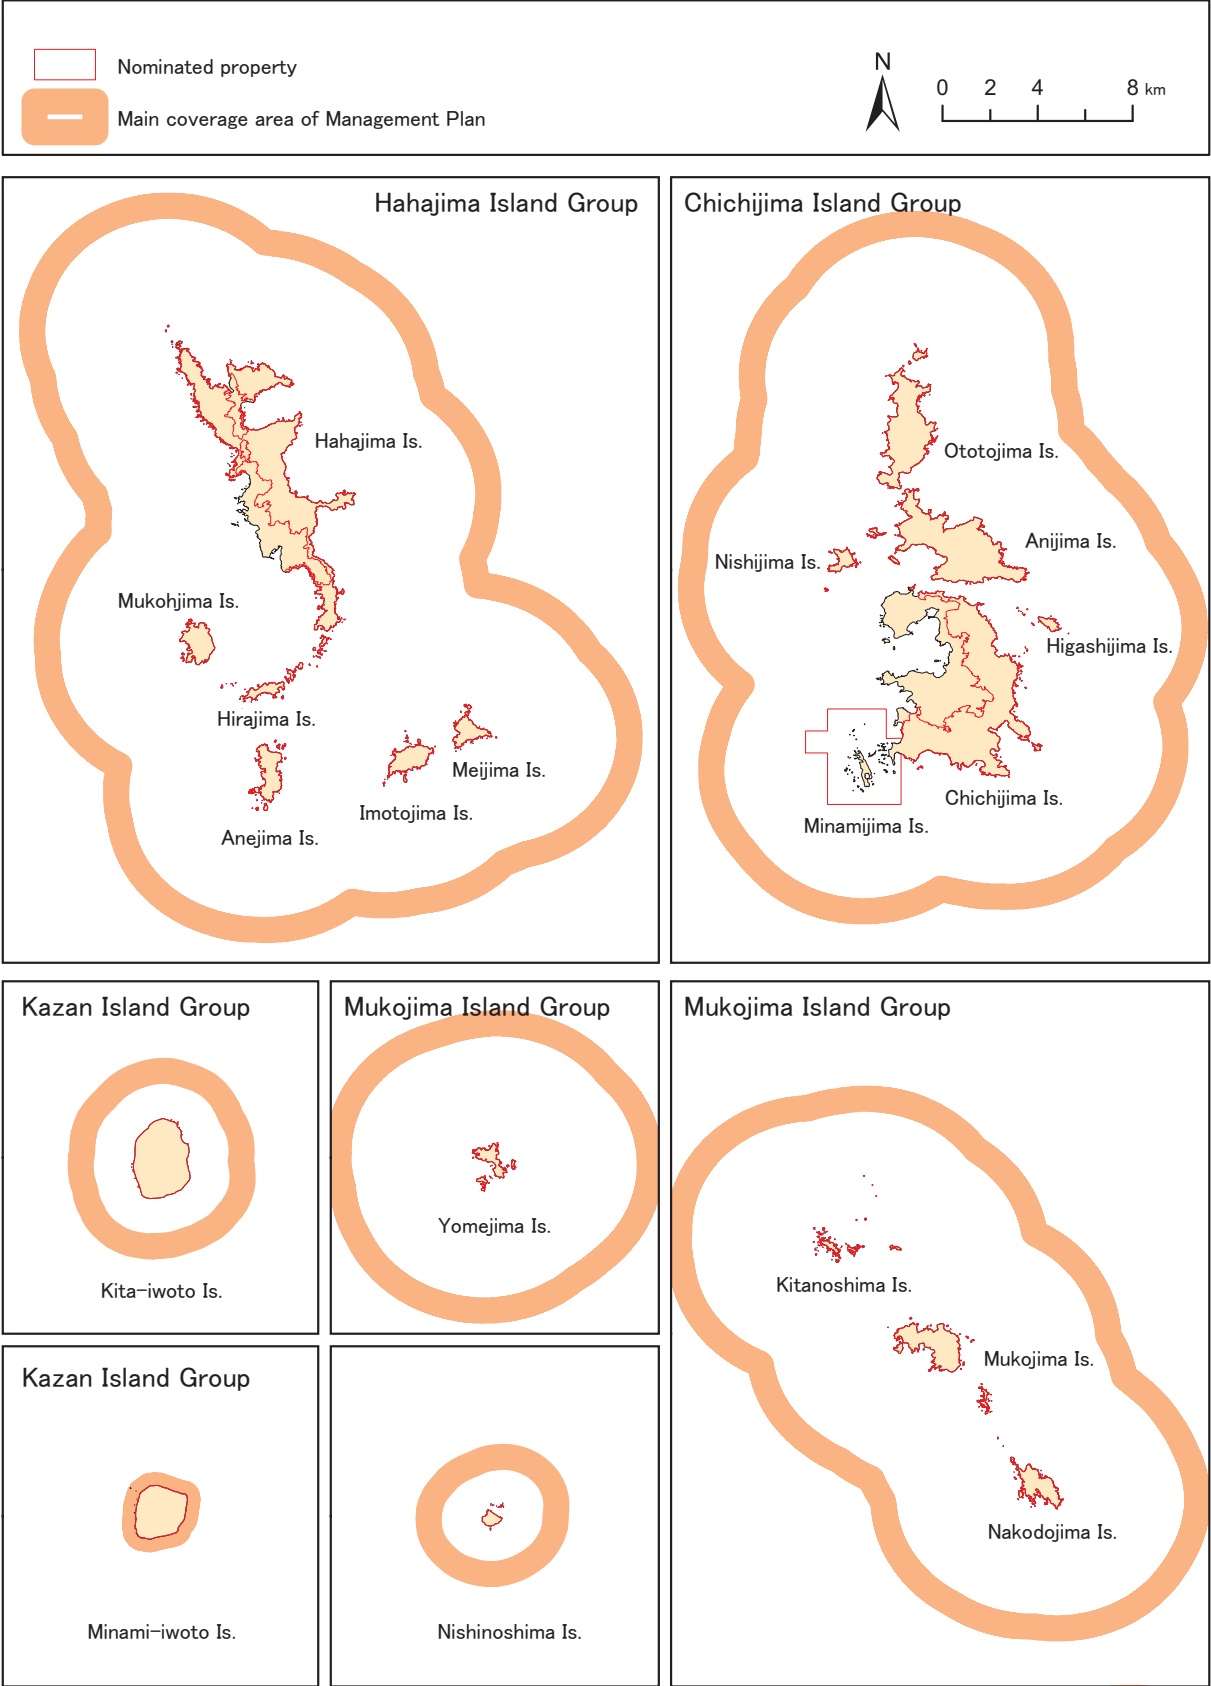 Nominated property
Main coverage area of Management Plan
N
0 2 4 8 km
Hahajima Island Group
Hahajima Is.
Mukohjima Is.
Hirajima Is.
Meijima Is.
Imotojima Is.
Anejima Is.
Chichijima Island Group
Ototojima Is.
Anijima Is.
Nishijima Is.
Higashijima Is.
Chichijima Is.
Minamijima Is.
Kazan Island Group
Kita-iwoto Is.
Mukojima Island Group
Yomejima Is.
Mukojima Island Group
Kitanoshima Is.
Mukojima Is.
Nakodojima Is.
Kazan Island Group
Minami-iwoto Is.
Nishinoshima Is.